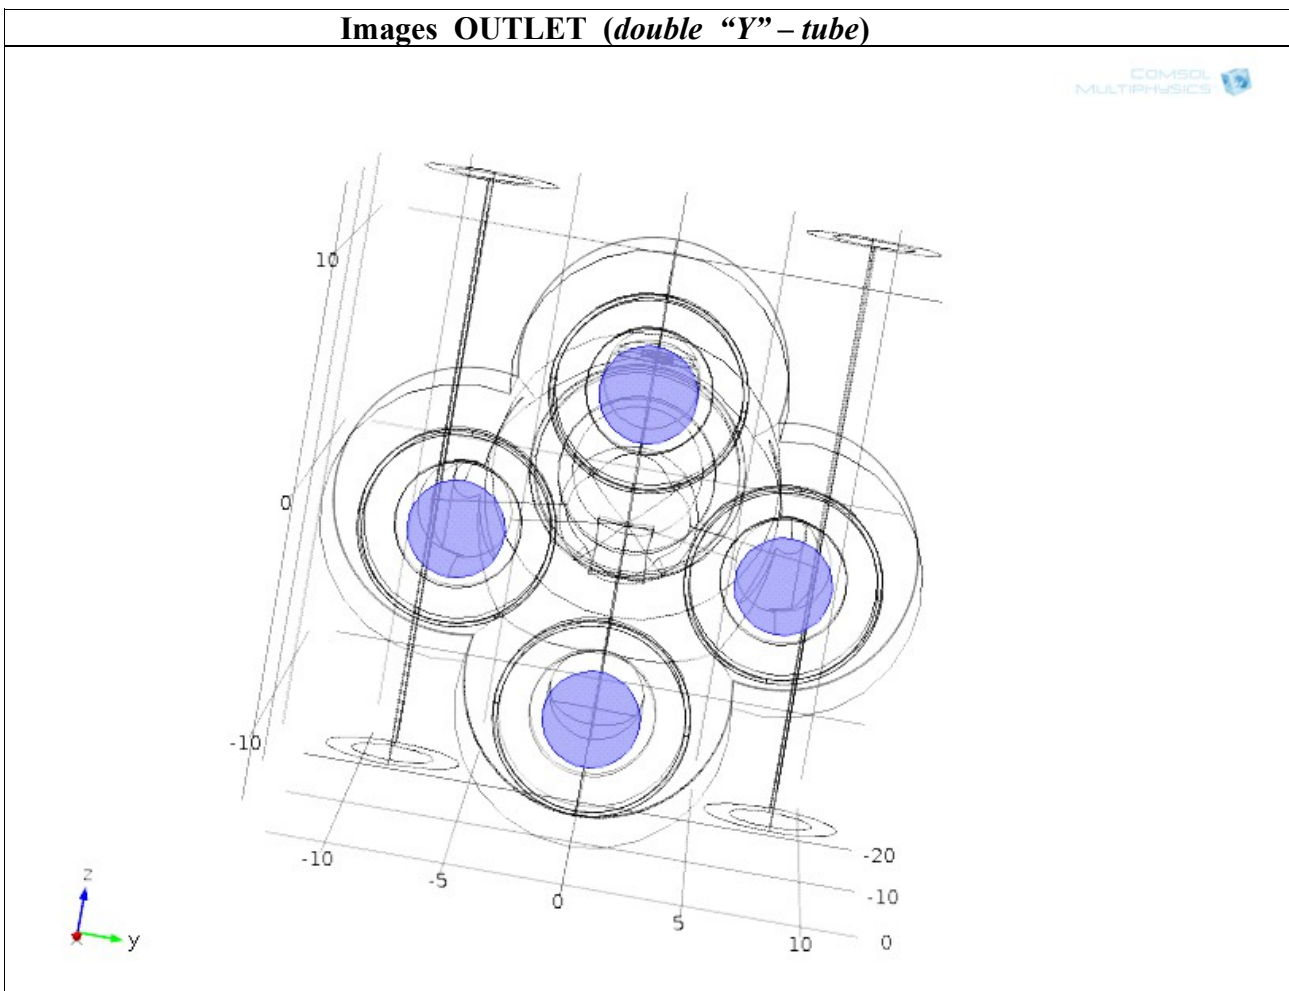 Images OUTLET (double “Y” – tube)
COMSOL
MULTIPHYSICS
10
0
-10
-10
-5
0
5
10
-20
-10
0
z
y
x